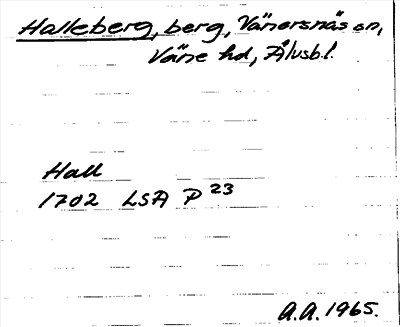 Halleberg, berg, Vänersnäs sn,
Väne hd, Älvsb.l.
Hall
1702 LSA P 23
A.A. 1965.